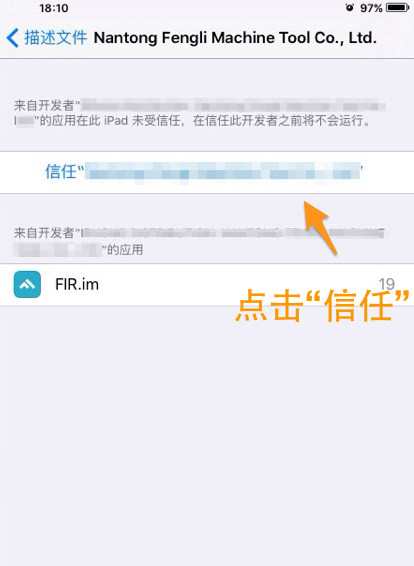 18:10 97%
描述文件 Nantong Fengli Machine Tool Co., Ltd.
来自开发者“
”的应用在此 iPad 未受信任，在信任此开发者之前将不会运行。
信任“ ”
来自开发者“
”的应用
FIR.im 19
点击“信任”